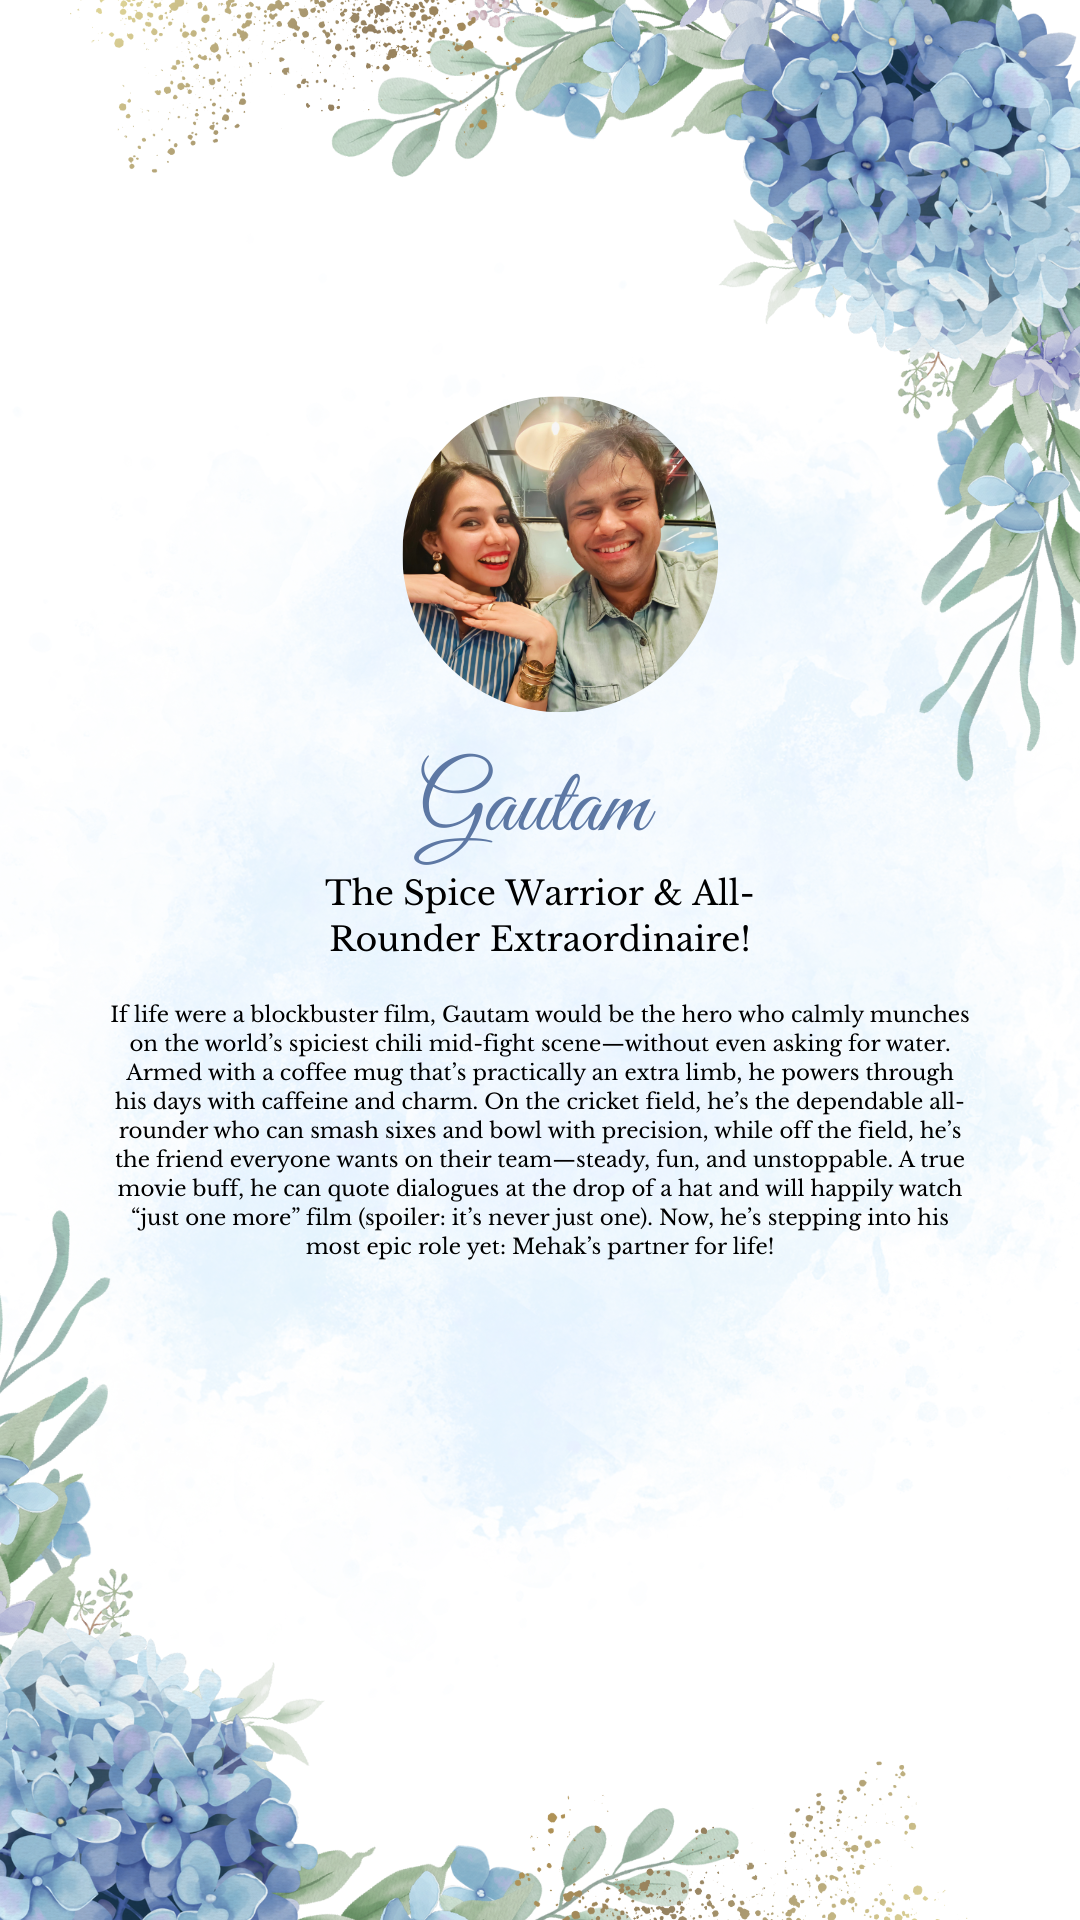 Gautam
The Spice Warrior & All-
Rounder Extraordinaire!
If life were a blockbuster film, Gautam would be the hero who calmly munches
on the world’s spiciest chili mid-fight scene—without even asking for water.
Armed with a coffee mug that’s practically an extra limb, he powers through
his days with caffeine and charm. On the cricket field, he’s the dependable all-
rounder who can smash sixes and bowl with precision, while off the field, he’s
the friend everyone wants on their team—steady, fun, and unstoppable. A true
movie buff, he can quote dialogues at the drop of a hat and will happily watch
“just one more” film (spoiler: it’s never just one). Now, he’s stepping into his
most epic role yet: Mehak’s partner for life!